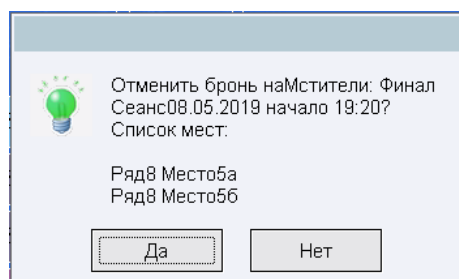 Отменить бронь наМстители: Финал
Сеанс08.05.2019 начало 19:20?
Список мест:
Ряд8 Место5а
Ряд8 Место5б
Да
Нет